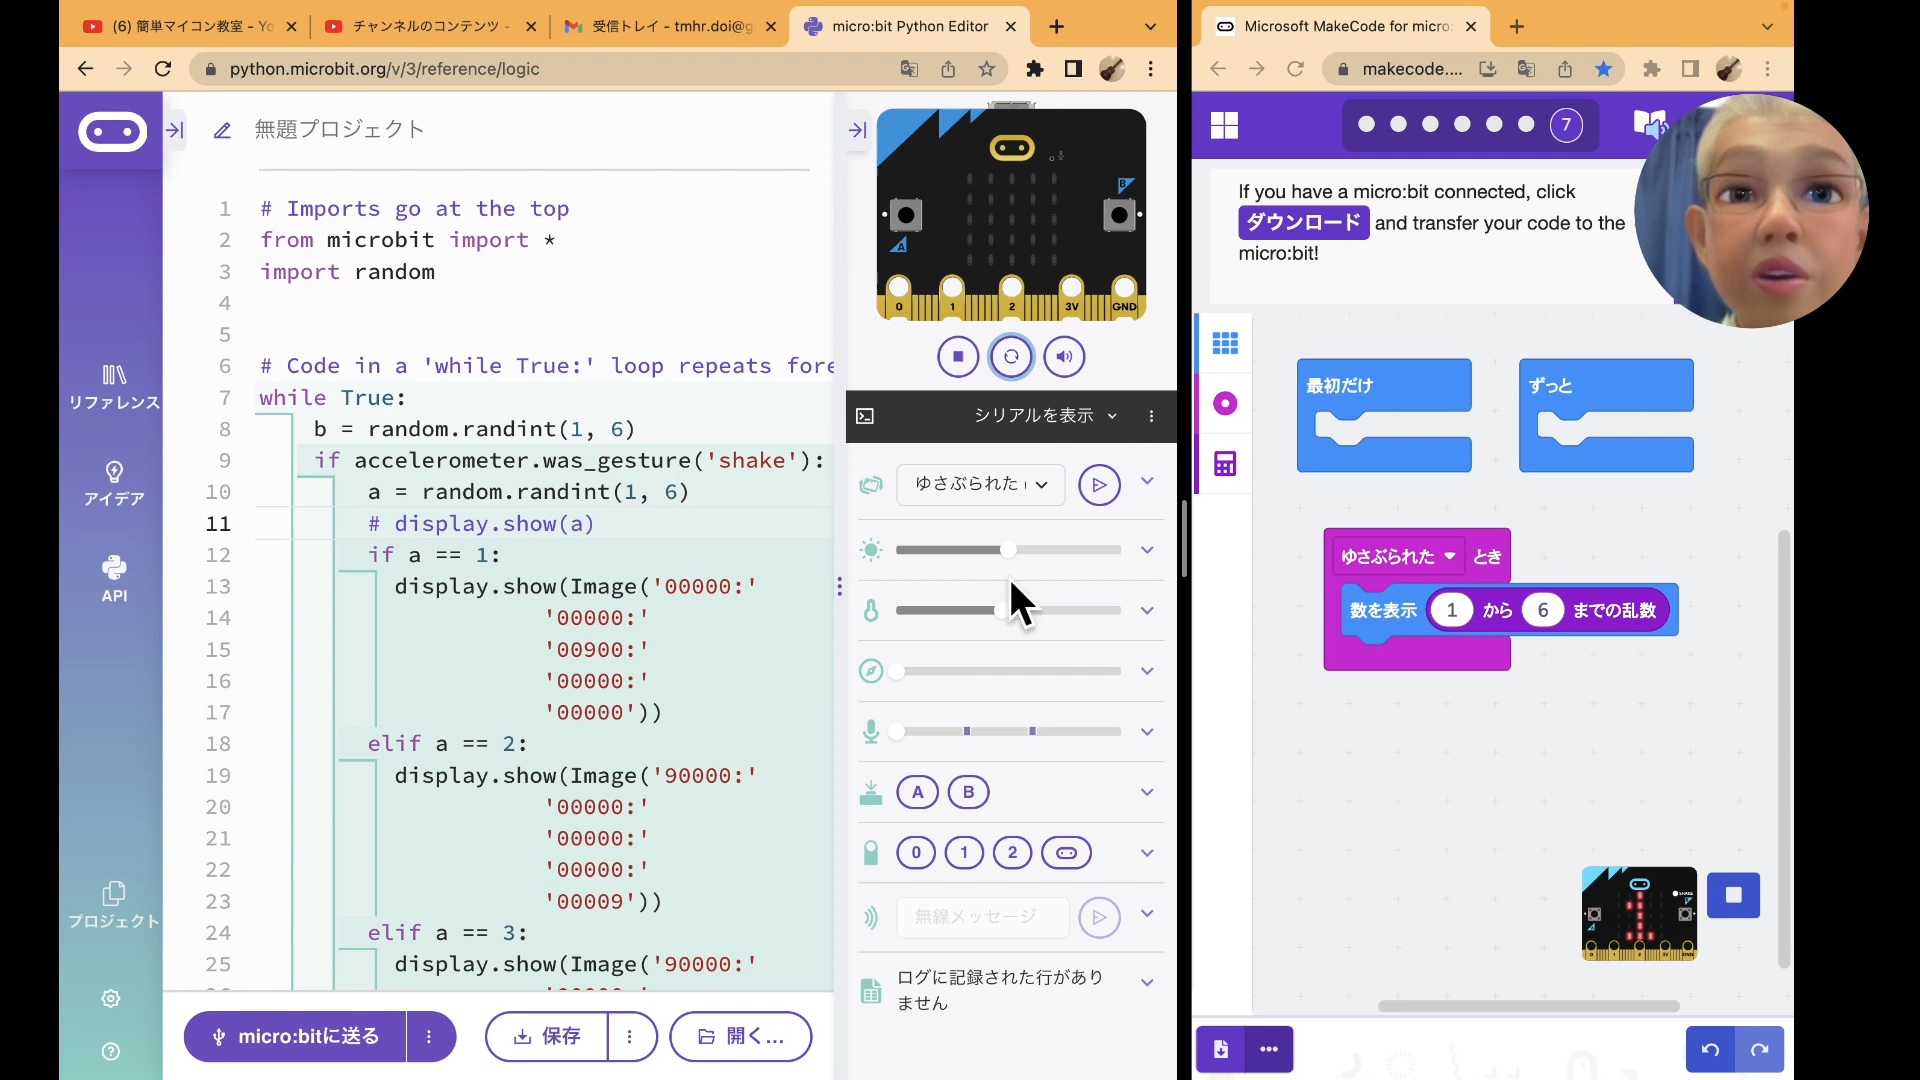 (6) 簡単マイコン教室 - Yo
チャンネルのコンテンツ -
受信トレイ - tmhr.doi@g
micro:bit Python Editor
python.microbit.org/v/3/reference/logic
無題プロジェクト
リファレンス
アイデア
API
プロジェクト
1 # Imports go at the top
2 from microbit import *
3 import random
4
5
6 # Code in a 'while True:' loop repeats fore
7 while True:
8 b = random.randint(1, 6)
9 if accelerometer.was_gesture('shake'):
10 a = random.randint(1, 6)
11 # display.show(a)
12 if a == 1:
13 display.show(Image('00000:'
14 '00000:'
15 '00900:'
16 '00000:'
17 '00000'))
18 elif a == 2:
19 display.show(Image('90000:'
20 '00000:'
21 '00000:'
22 '00000:'
23 '00009'))
24 elif a == 3:
25 display.show(Image('90000:'
micro:bitに送る
保存
開く...
B
A
0 1 2 3V GND
シリアルを表示
ゆさぶられた
A B
0 1 2
無線メッセージ
ログに記録された行があり
ません
Microsoft MakeCode for micro:
makecode....
7
If you have a micro:bit connected, click
ダウンロード and transfer your code to the
micro:bit!
最初だけ
ずっと
ゆさぶられた とき
数を表示 1 から 6 までの乱数